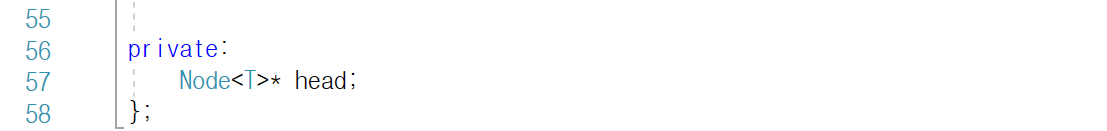 55
56 private:
57 Node<T>* head;
58 };